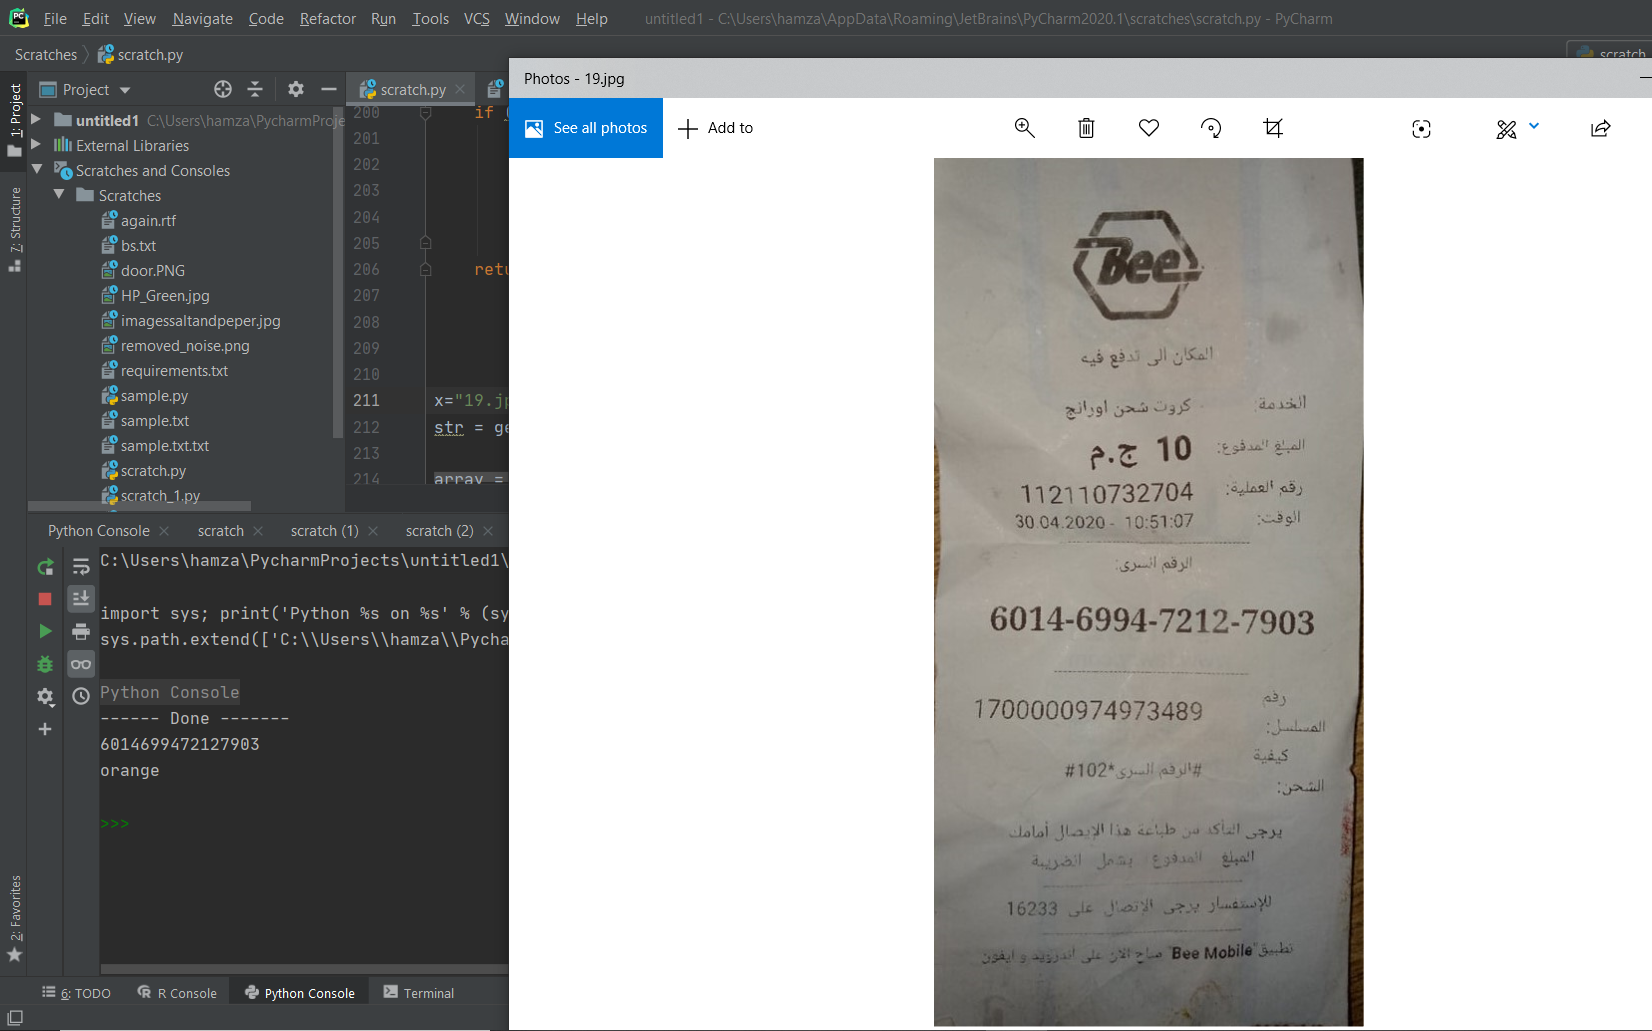 File Edit View Navigate Code Refactor Run Tools VCS Window Help untitled1 - C:\Users\hamza\AppData\Roaming\JetBrains\PyCharm2020.1\scratches\scratch.py - PyCharm
Scratches scratch.py
scratch
1: Project
Z: Structure
2: Favorites
Project
untitled1 C:\Users\hamza\PycharmProje
External Libraries
Scratches and Consoles
Scratches
again.rtf
bs.txt
door.PNG
HP_Green.jpg
imagessaltandpeper.jpg
removed_noise.png
requirements.txt
sample.py
sample.txt
sample.txt.txt
scratch.py
scratch_1.py
scratch.py
200 if (
201
202
203
204
205
206 retu
207
208
209
210
211 x="19.jp
212 str = ge
213
214 array =
Python Console scratch scratch (1) scratch (2)
C:\Users\hamza\PycharmProjects\untitled1\
import sys; print('Python %s on %s' % (sy
sys.path.extend(['C:\\Users\\hamza\\Pycha
Python Console
------ Done -------
6014699472127903
orange
>>>
6: TODO R Console Python Console Terminal
Photos - 19.jpg
See all photos Add to
Bee
المكان الى تدفع فيه
الخدمة: كروت شحن اورانج
المبلغ المدفوع: 10 ج.م
رقم العملية: 112110732704
الوقت: 30.04.2020 - 10:51:07
الرقم السرى:
6014-6994-7212-7903
رقم
المسلسل: 1700000974973489
كيفية
الشحن: #102*الرقم السرى#
يرجى التأكد من طباعة هذا الإيصال أمامك
المبلغ المدفوع يشمل الضريبة
للإستفسار يرجى الإتصال على 16233
تطبيق "Bee Mobile" متاح الان على اندرويد و ايفون